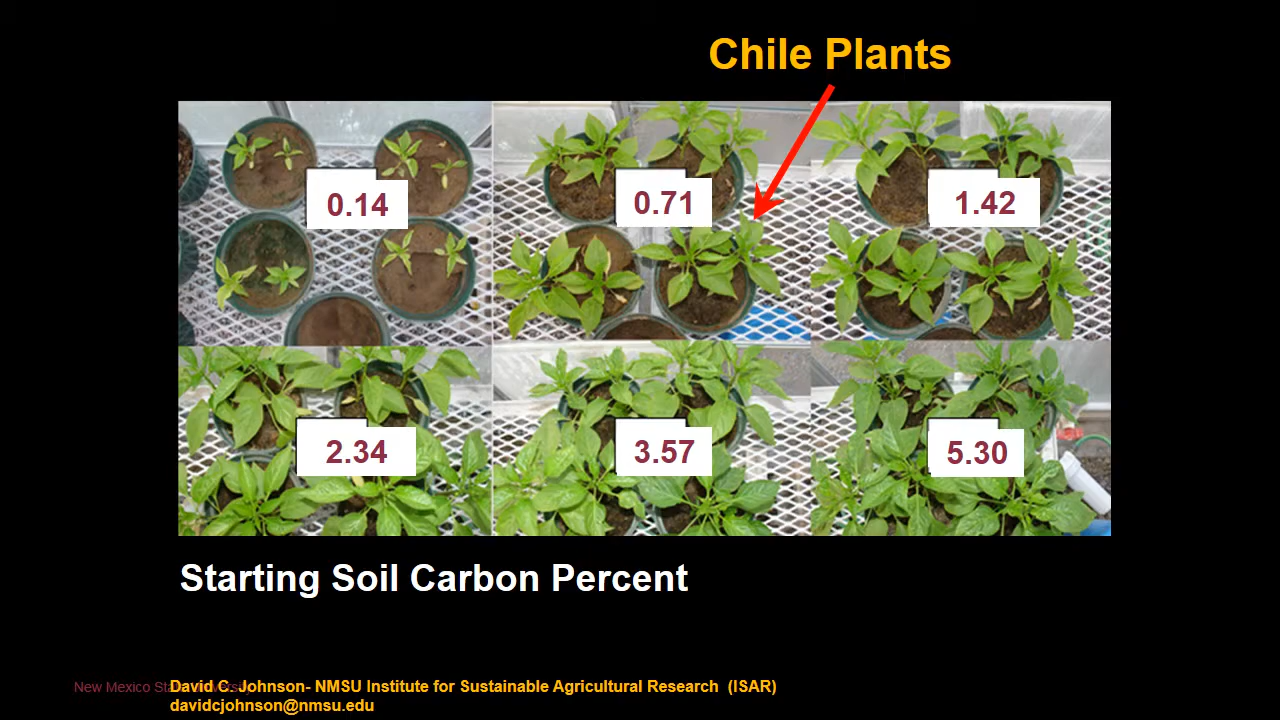 Chile Plants
0.14
0.71
1.42
2.34
3.57
5.30
Starting Soil Carbon Percent
New Mexico State University
David C. Johnson- NMSU Institute for Sustainable Agricultural Research (ISAR)
davidcjohnson@nmsu.edu